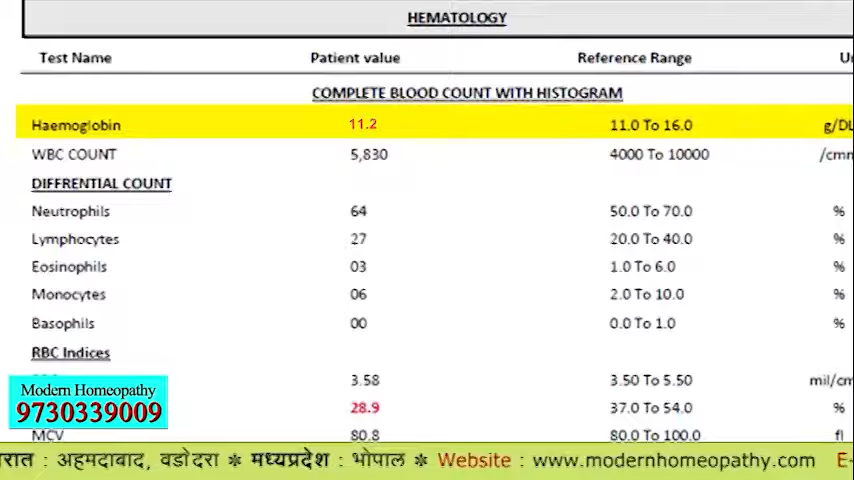 HEMATOLOGY
Test Name Patient value Reference Range
COMPLETE BLOOD COUNT WITH HISTOGRAM
Haemoglobin 11.2 11.0 To 16.0 g/DL
WBC COUNT 5,830 4000 To 10000 /cmm
DIFFRENTIAL COUNT
Neutrophils 64 50.0 To 70.0 %
Lymphocytes 27 20.0 To 40.0 %
Eosinophils 03 1.0 To 6.0 %
Monocytes 06 2.0 To 10.0 %
Basophils 00 0.0 To 1.0 %
RBC Indices
3.58 3.50 To 5.50 mil/cm
28.9 37.0 To 54.0 %
MCV 80.8 80.0 To 100.0 fl
Modern Homeopathy
9730339009
: अहमदाबाद, वडोदरा ❇ मध्यप्रदेश : भोपाल ❇ Website : www.modernhomeopathy.com E-